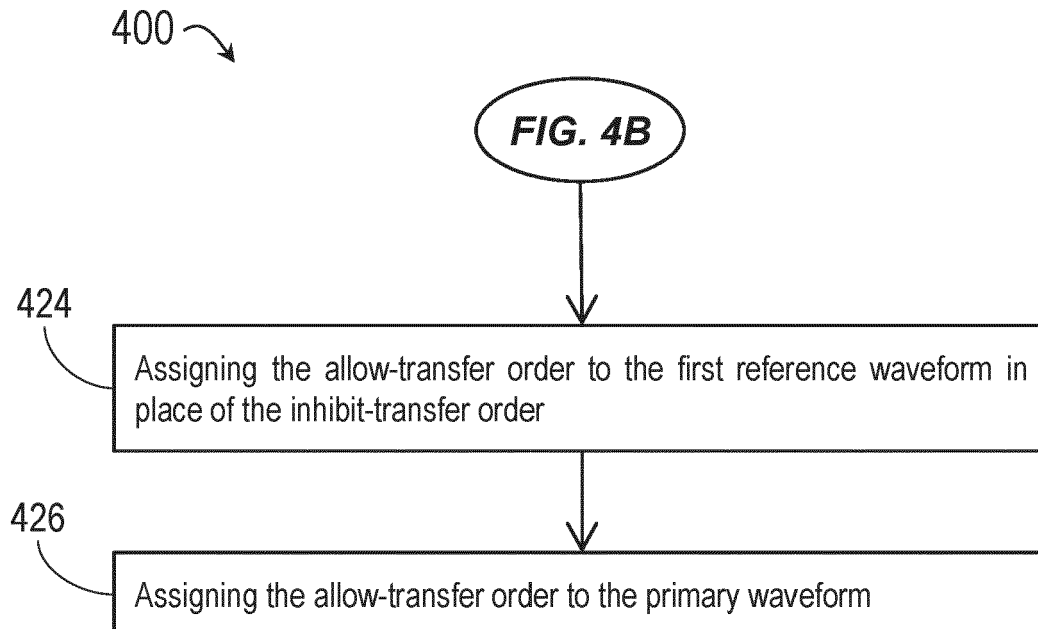 400
FIG. 4B
424
Assigning the allow-transfer order to the first reference waveform in
place of the inhibit-transfer order
426
Assigning the allow-transfer order to the primary waveform